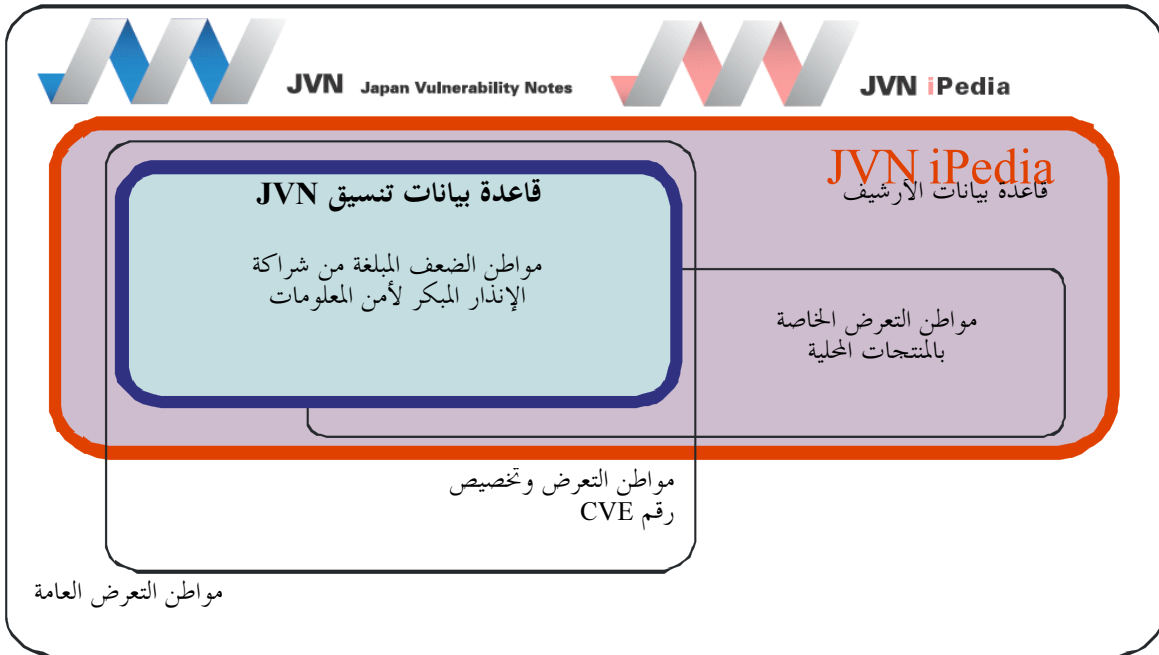 JVN Japan Vulnerability Notes
JVN iPedia
JVN iPedia
قاعدة بيانات الأرشيف
قاعدة بيانات تنسيق JVN
مواطن الضعف المبلغة من شراكة
الإنذار المبكر لأمن المعلومات
مواطن التعرض الخاصة
بالمنتجات المحلية
مواطن التعرض وتخصيص
رقم CVE
مواطن التعرض العامة